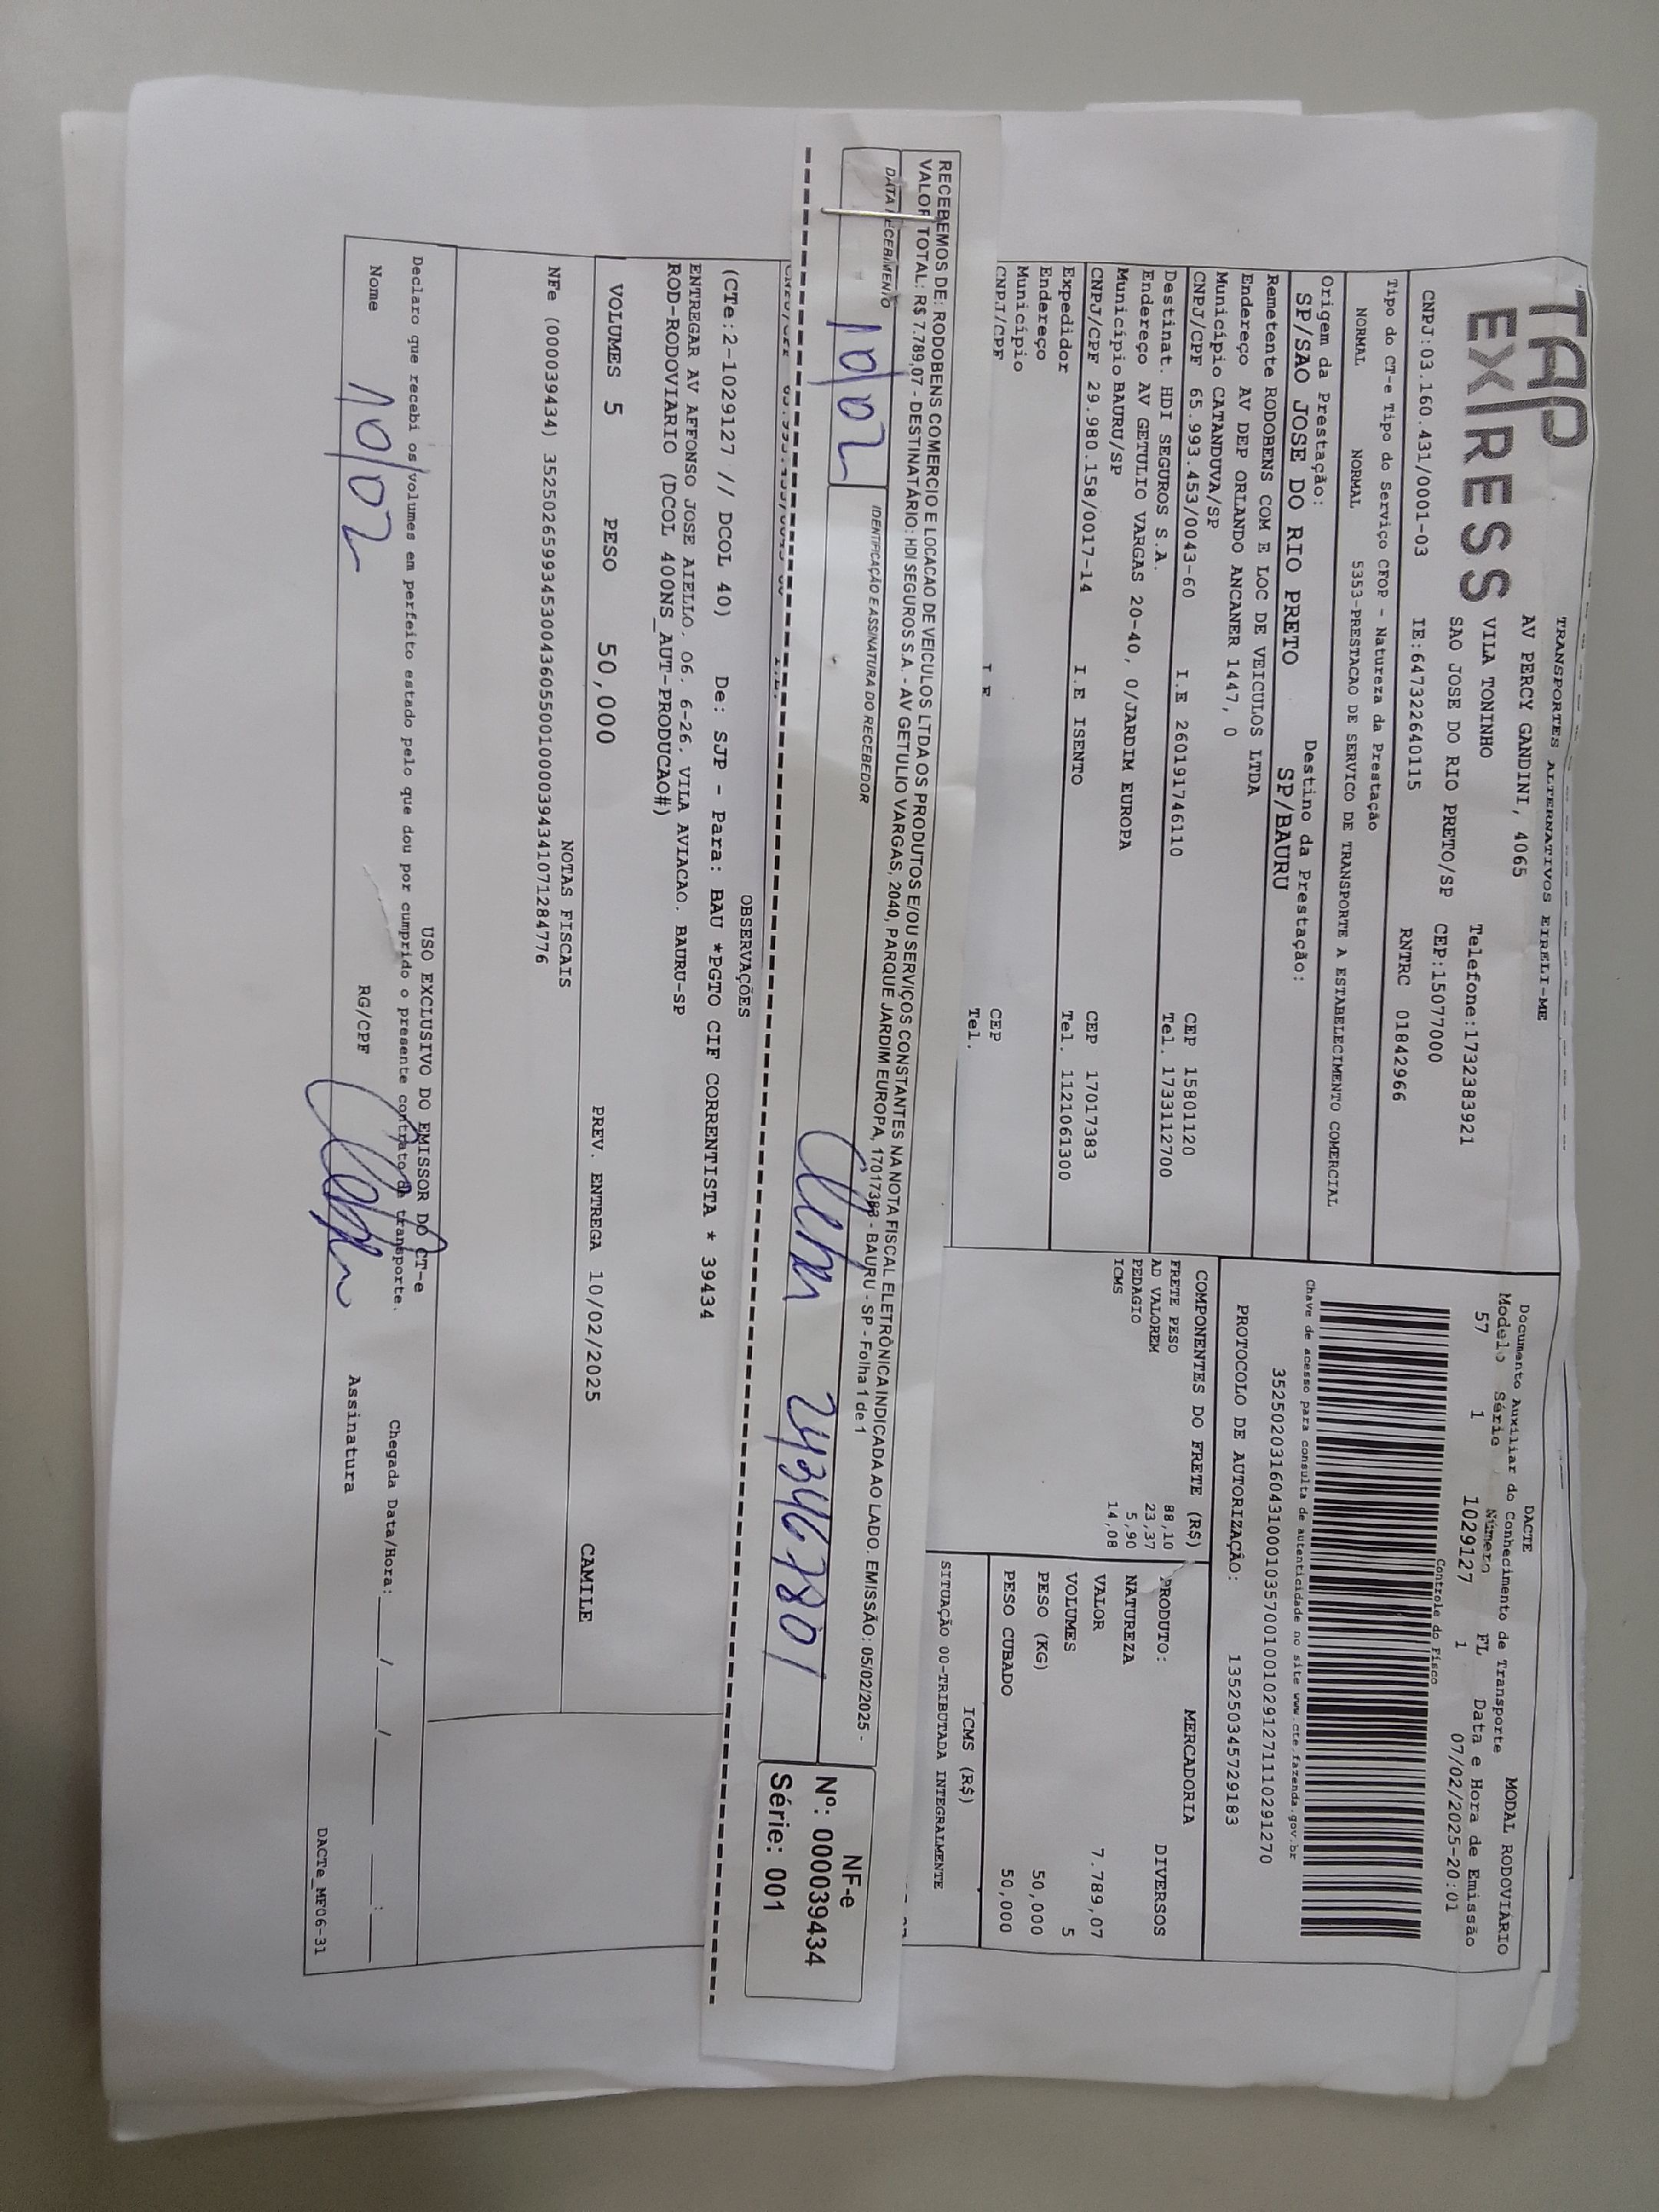 TAP EXPRESS
TRANSPORTES ALTERNATIVOS EIRELI-ME
AV PERCY GANDINI, 4065
VILA TONINHO Telefone:1732383921
SAO JOSE DO RIO PRETO/SP CEP:15077000
CNPJ:03.160.431/0001-03 IE:647322640115 RNTRC 01842966
Tipo do CT-e Tipo do Serviço CFOP - Natureza da Prestação
NORMAL NORMAL 5353-PRESTACAO DE SERVICO DE TRANSPORTE A ESTABELECIMENTO COMERCIAL
Origem da Prestação: Destino da Prestação:
SP/SAO JOSE DO RIO PRETO SP/BAURU
Remetente RODOBENS COM E LOC DE VEICULOS LTDA
Endereço AV DEP ORLANDO ANCANER 1447, 0
Município CATANDUVA/SP CEP 15801120
CNPJ/CPF 65.993.453/0043-60 I.E 260191746110 Tel. 1733112700
Destinat. HDI SEGUROS S.A.
Endereço AV GETULIO VARGAS 20-40, 0/JARDIM EUROPA
Município BAURU/SP CEP 17017383
CNPJ/CPF 29.980.158/0017-14 I.E ISENTO Tel. 1121061300
Expedidor
Endereço
Município CEP
CNPJ/CPF I E Tel.
DACTE MODAL RODOVIÁRIO
Documento Auxiliar do Conhecimento de Transporte
Modelo Série Número FL Data e Hora de Emissão
57 1 1029127 1 07/02/2025-20:01
Controle do Fisco
Chave de acesso para consulta de autenticidade no site www.cte.fazenda.gov.br
35250203160431000103570010010291271110291270
PROTOCOLO DE AUTORIZAÇÃO: 135250345729183
COMPONENTES DO FRETE (R$)
FRETE PESO 88,10
AD VALOREM 23,37
PEDAGIO 5,90
ICMS 14,08
MERCADORIA
PRODUTO: DIVERSOS
NATUREZA
VALOR 7.789,07
VOLUMES 5
PESO (KG) 50,000
PESO CUBADO 50,000
ICMS (R$)
SITUAÇÃO 00-TRIBUTADA INTEGRALMENTE
RECEBEMOS DE: RODOBENS COMERCIO E LOCACAO DE VEICULOS LTDA OS PRODUTOS E/OU SERVIÇOS CONSTANTES NA NOTA FISCAL ELETRÔNICA INDICADA AO LADO. EMISSÃO: 05/02/2025 -
VALOR TOTAL: R$ 7.789,07 - DESTINATÁRIO: HDI SEGUROS S.A. - AV GETULIO VARGAS, 2040, PARQUE JARDIM EUROPA, 17017383 - BAURU - SP - Folha 1 de 1
DATA RECEBIMENTO IDENTIFICAÇÃO E ASSINATURA DO RECEBEDOR
10/02 243467801
NF-e
Nº: 000039434
Série: 001
OBSERVAÇÕES
(CTe:2-1029127 // DCOL 40) De: SJP - Para: BAU *PGTO CIF CORRENTISTA * 39434
ENTREGAR AV AFFONSO JOSE AIELLO, 06, 6-26, VILA AVIACAO, BAURU-SP
ROD-RODOVIARIO (DCOL 400NS_AUT-PRODUCAO#)
VOLUMES 5 PESO 50,000 PREV. ENTREGA 10/02/2025 CAMILE
NOTAS FISCAIS
NFe (000039434) 35250265993453004360550010000394341071284776
USO EXCLUSIVO DO EMISSOR DO CT-e
Declaro que recebi os volumes em perfeito estado pelo que dou por cumprido o presente contrato de transporte.
Chegada Data/Hora: ___/___/___ __:__
Nome 10/02 RG/CPF Assinatura
DACTe_MF06-31